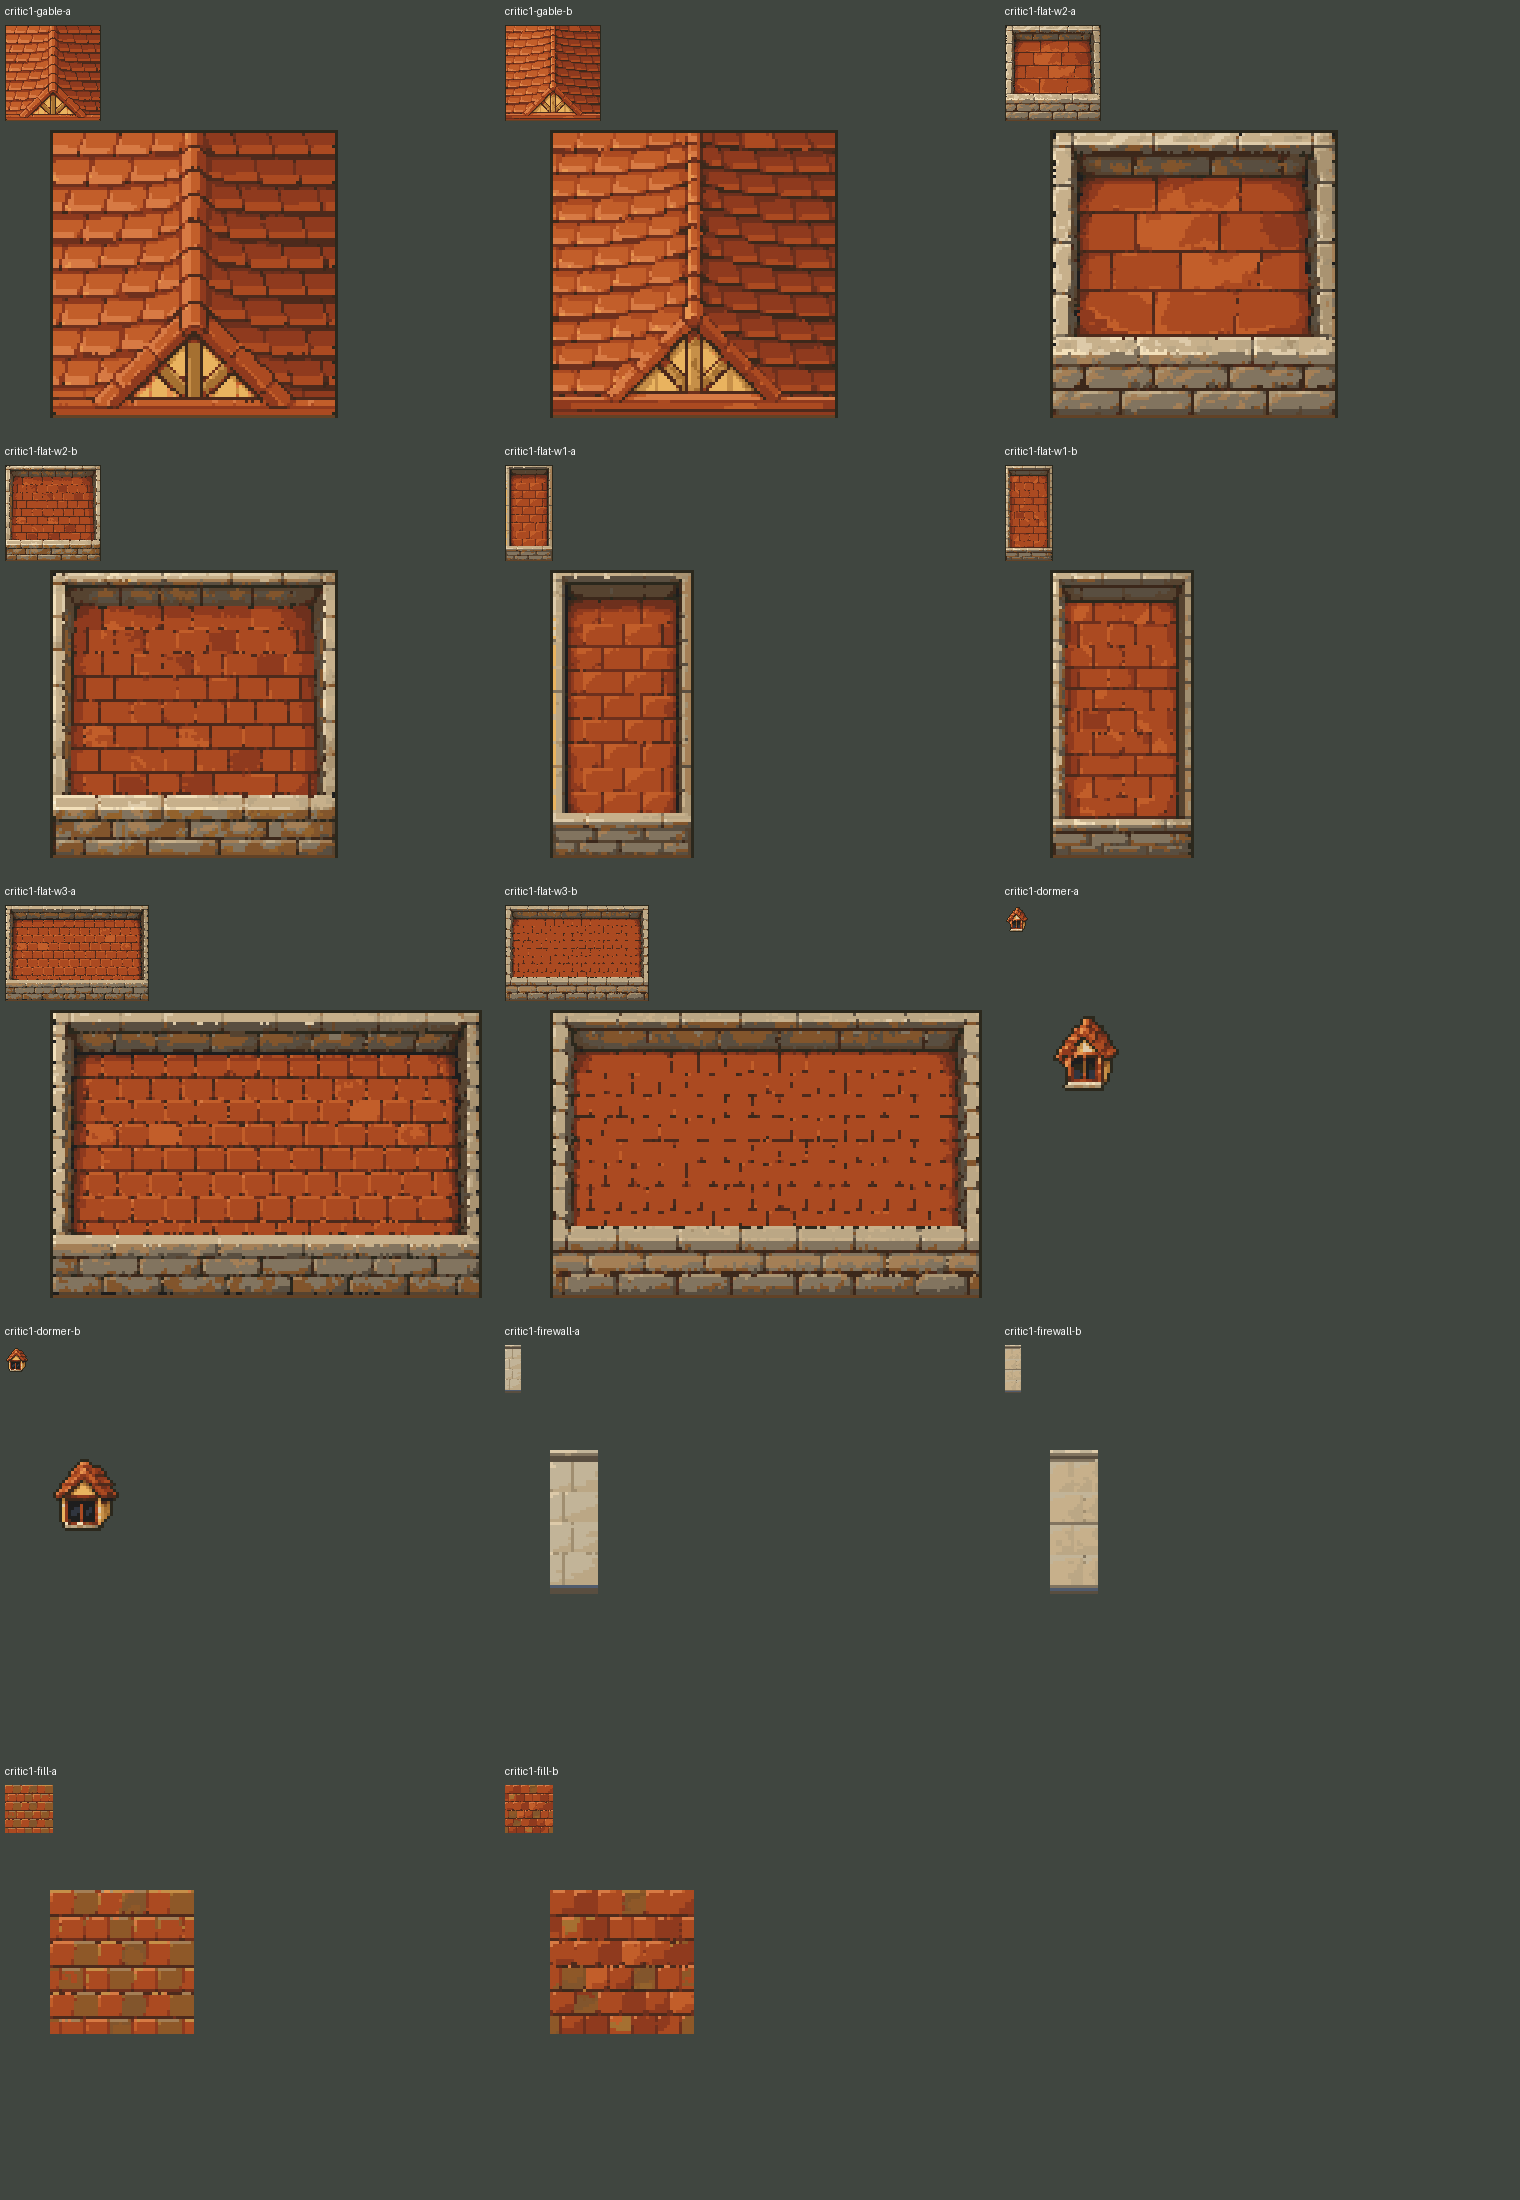 critic1-gable-a
critic1-gable-b
critic1-flat-w2-a
critic1-flat-w2-b
critic1-flat-w1-a
critic1-flat-w1-b
critic1-flat-w3-a
critic1-flat-w3-b
critic1-dormer-a
critic1-dormer-b
critic1-firewall-a
critic1-firewall-b
critic1-fill-a
critic1-fill-b